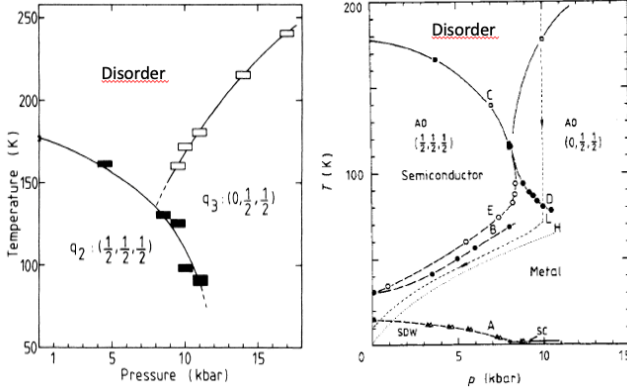 250
200
150
100
50
Temperature (K)
Disorder
q3 : (0, 1/2, 1/2)
q2 : (1/2, 1/2, 1/2)
1
5
10
15
Pressure (kbar)
200
100
0
T (K)
Disorder
C
AO
(1/2, 1/2, 1/2)
Semiconductor
AO
(0, 1/2, 1/2)
D
E
L
B
H
Metal
A
SDW
SC
0
5
10
p (kbar)